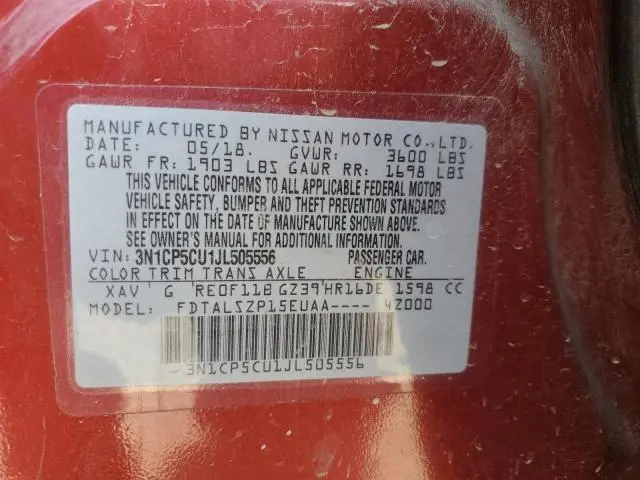 MANUFACTURED BY NISSAN MOTOR CO.,LTD.
DATE: 05/18. GVWR: 3600 LBS
GAWR FR: 1903 LBS GAWR RR: 1698 LBS
THIS VEHICLE CONFORMS TO ALL APPLICABLE FEDERAL MOTOR
VEHICLE SAFETY, BUMPER AND THEFT PREVENTION STANDARDS
IN EFFECT ON THE DATE OF MANUFACTURE SHOWN ABOVE.
SEE OWNER'S MANUAL FOR ADDITIONAL INFORMATION.
VIN: 3N1CP5CU1JL505556 PASSENGER CAR.
COLOR TRIM TRANS AXLE ENGINE
XAV G RE0F11B GZ39 HR16DE 1598 CC
MODEL: FDTALSZP15EUAA---- 4Z000
3N1CP5CU1JL505556